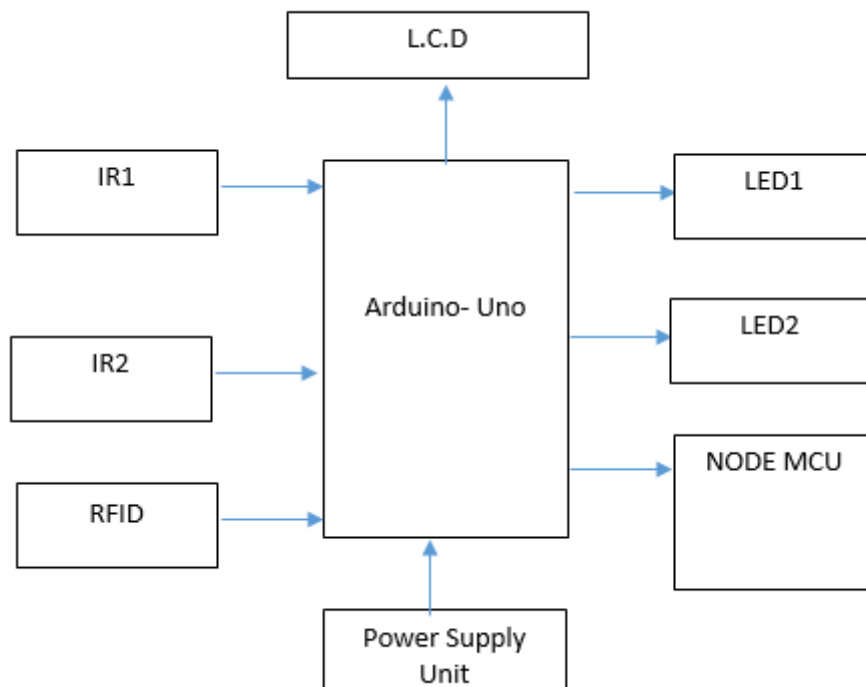 L.C.D
IR1
LED1
Arduino- Uno
LED2
IR2
NODE MCU
RFID
Power Supply
Unit